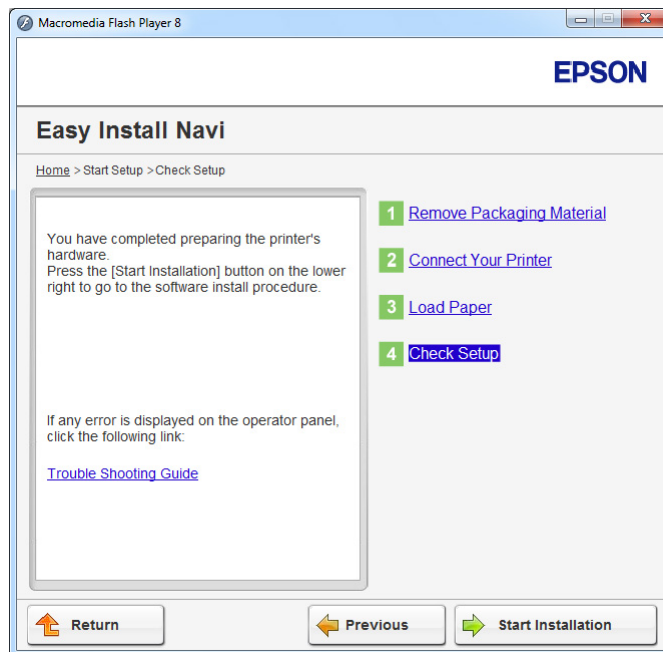 Macromedia Flash Player 8
EPSON
Easy Install Navi
Home > Start Setup >Check Setup
You have completed preparing the printer's
hardware.
Press the [Start Installation] button on the lower
right to go to the software install procedure.
If any error is displayed on the operator panel,
click the following link:
Trouble Shooting Guide
1 Remove Packaging Material
2 Connect Your Printer
3 Load Paper
4 Check Setup
Return
Previous
Start Installation